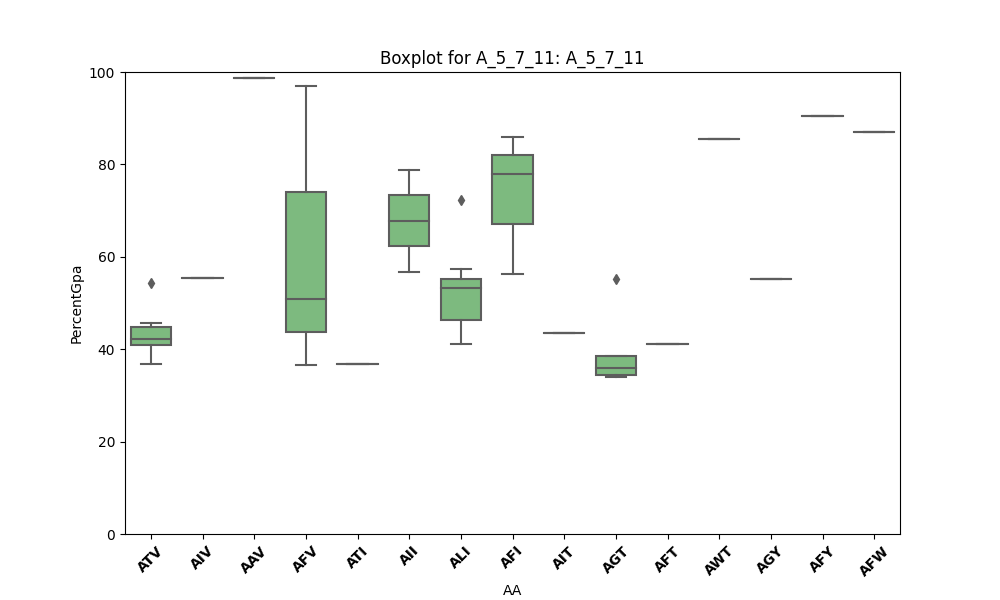 Boxplot for A_5_7_11: A_5_7_11
100
80
60
40
20
0
PercentGpa
ATV AIV AAV AFV ATI AII ALI AFI AIT AGT AFT AWT AGY AFY AFW
AA